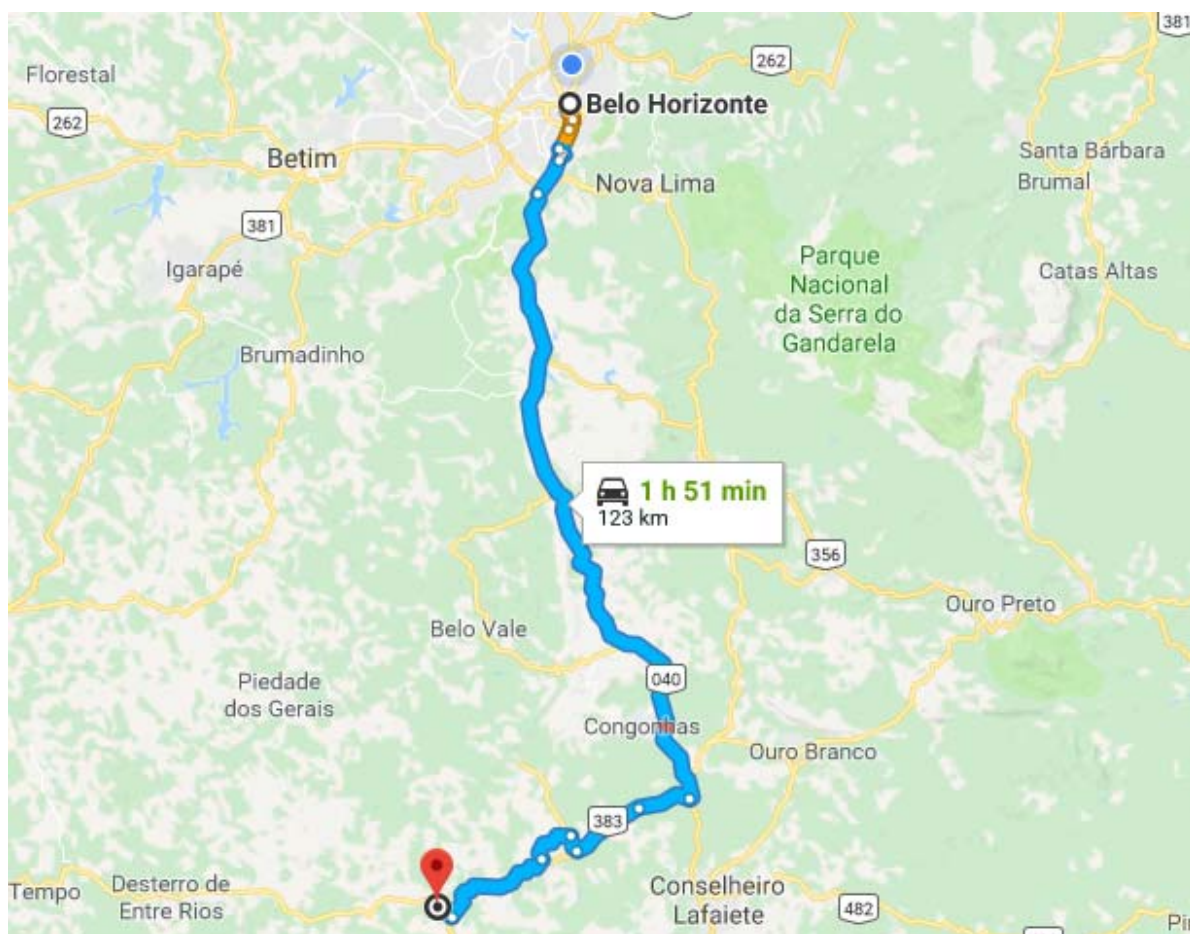 381
262
Florestal
262
Belo Horizonte
Betim
Santa Bárbara
Brumal
Nova Lima
381
Igarapé
Parque
Nacional
da Serra do
Gandarela
Catas Altas
Brumadinho
1 h 51 min
123 km
356
Ouro Preto
Belo Vale
040
Piedade
dos Gerais
Congonhas
Ouro Branco
383
Tempo
Desterro de
Entre Rios
Conselheiro
Lafaiete
482